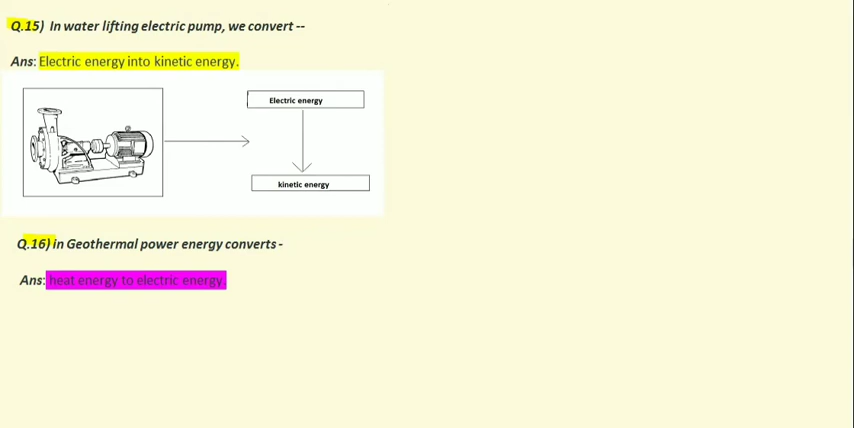 Q.15) In water lifting electric pump, we convert --
Ans: Electric energy into kinetic energy.
Electric energy
kinetic energy
Q.16) in Geothermal power energy converts -
Ans: heat energy to electric energy.